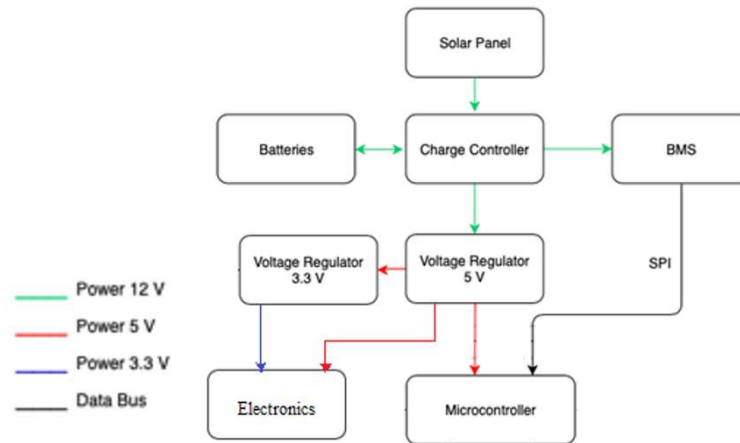 Solar Panel
Batteries
Charge Controller
BMS
Voltage Regulator
3.3 V
Voltage Regulator
5 V
SPI
Power 12 V
Power 5 V
Power 3.3 V
Data Bus
Electronics
Microcontroller